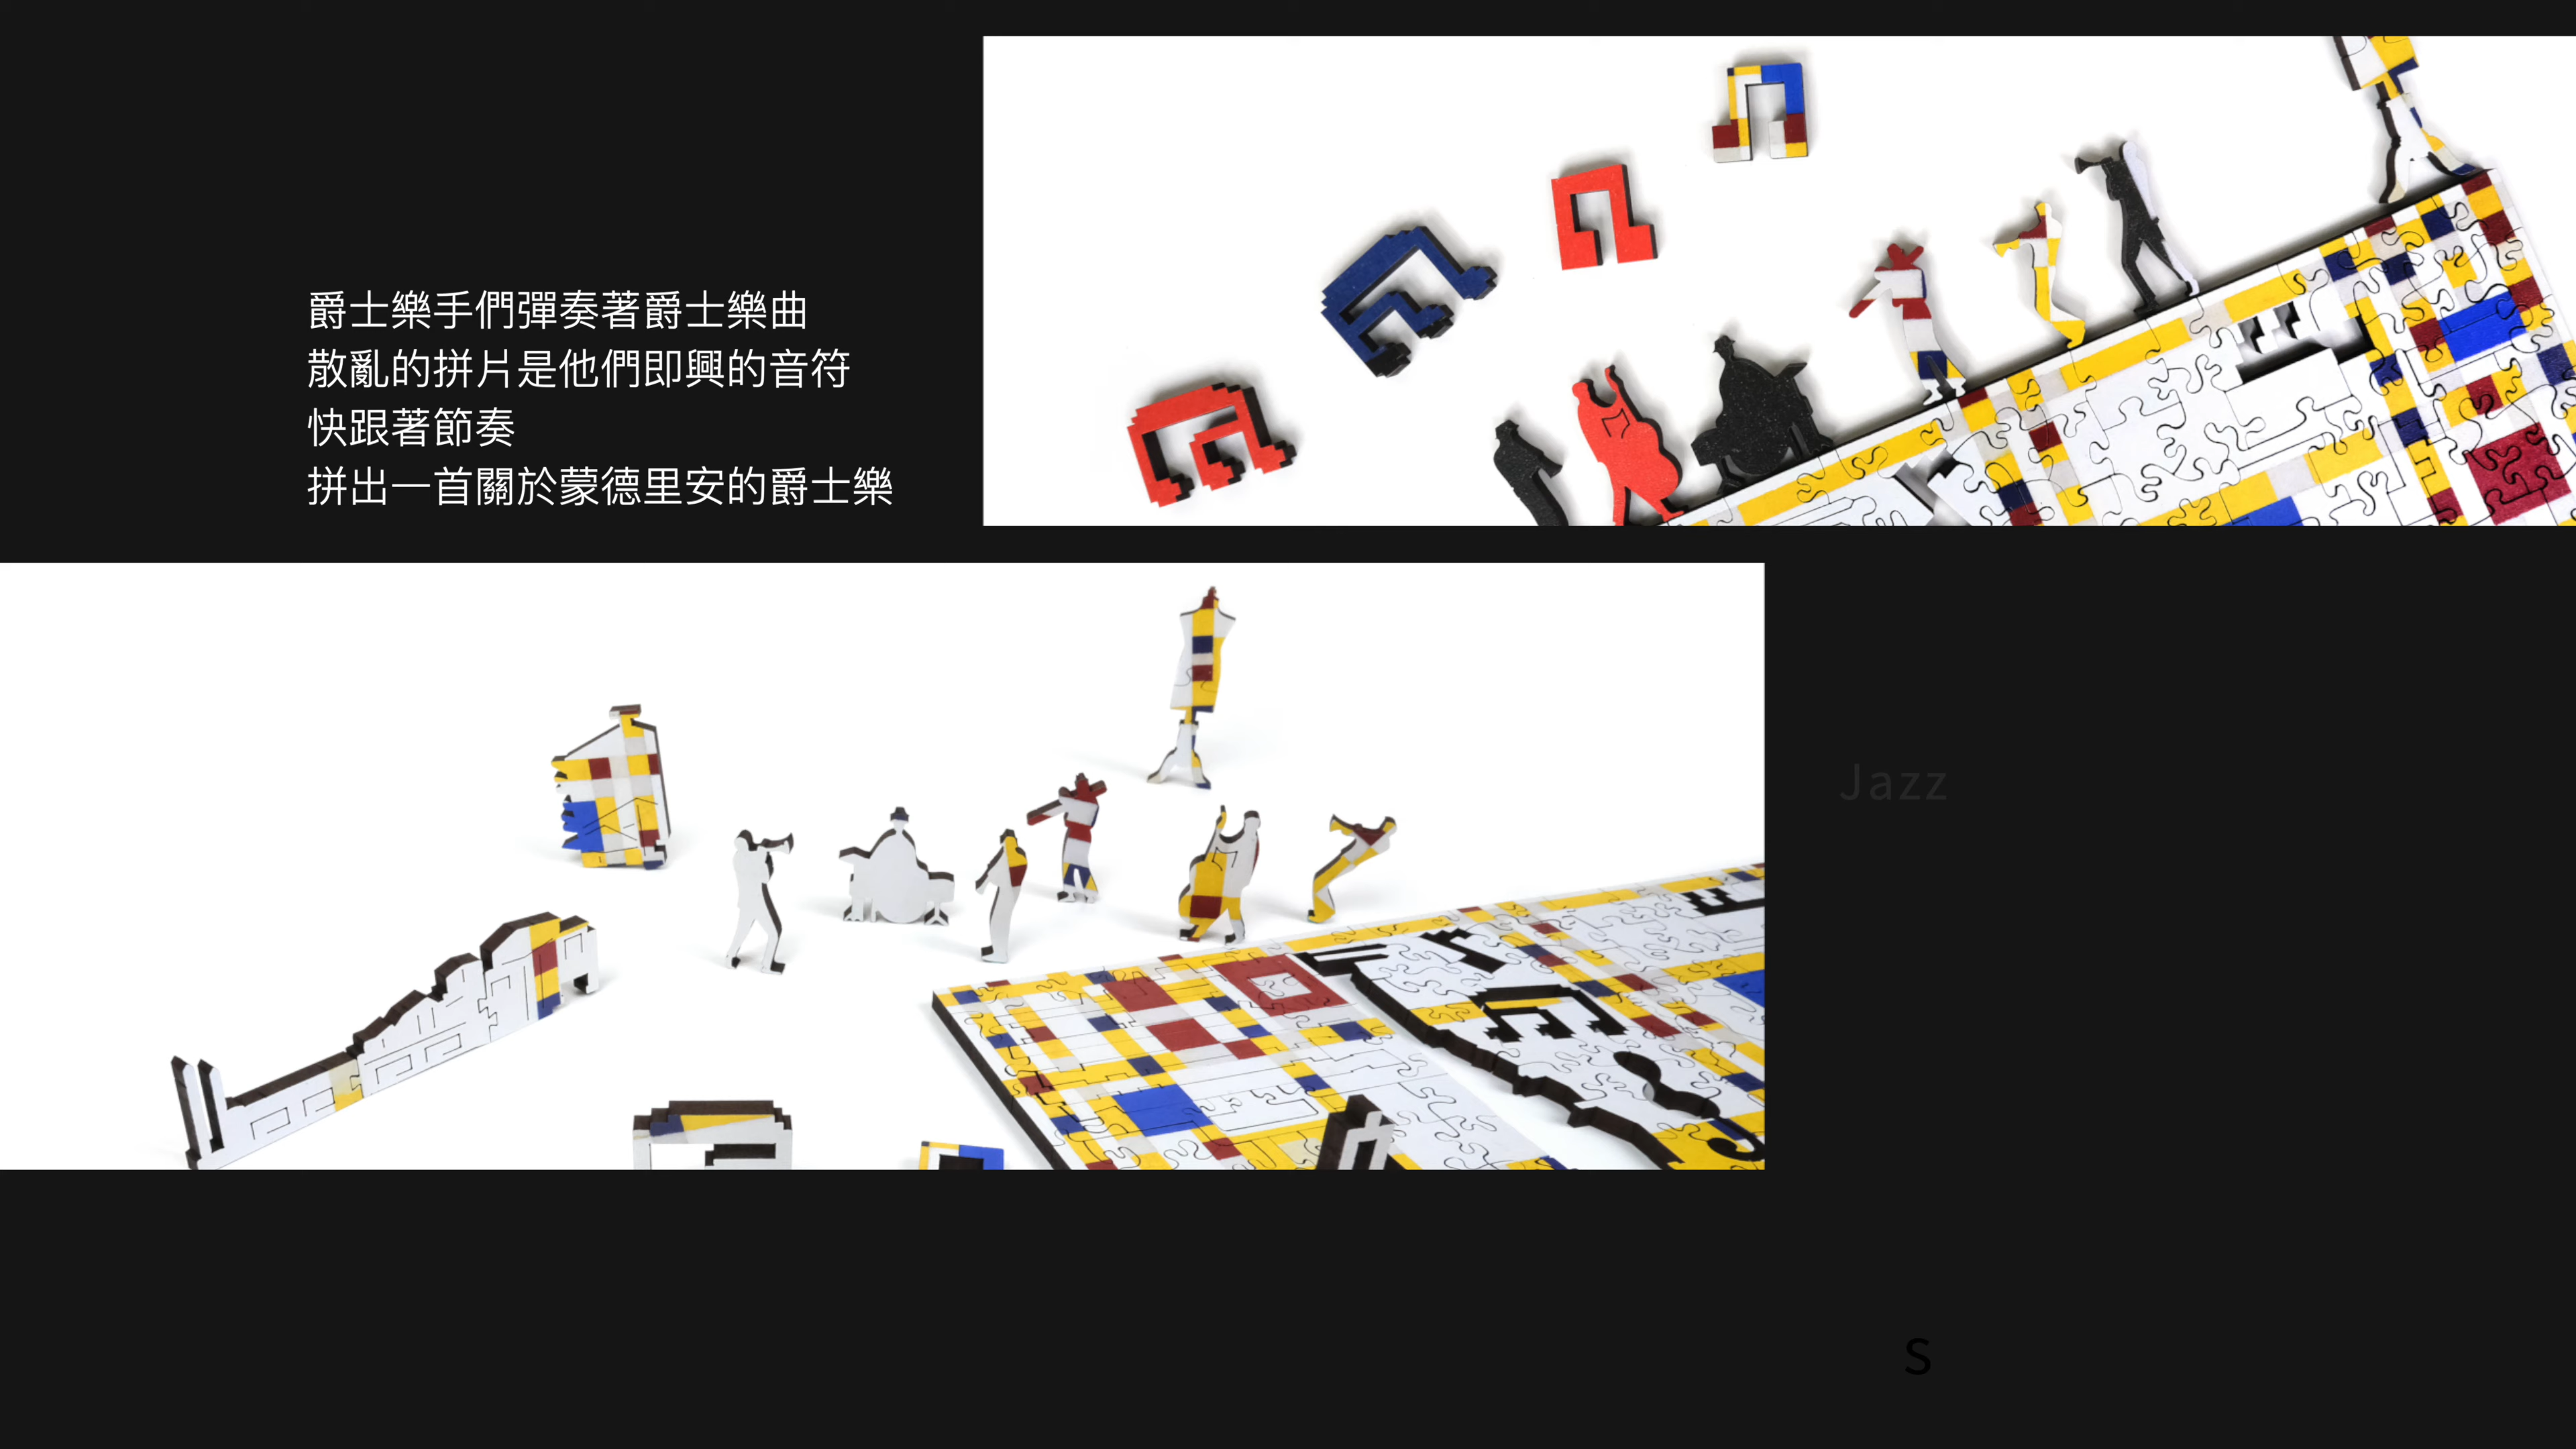 爵士樂手們彈奏著爵士樂曲
散亂的拼片是他們即興的音符
快跟著節奏
拼出一首關於蒙德里安的爵士樂
Jazz
s